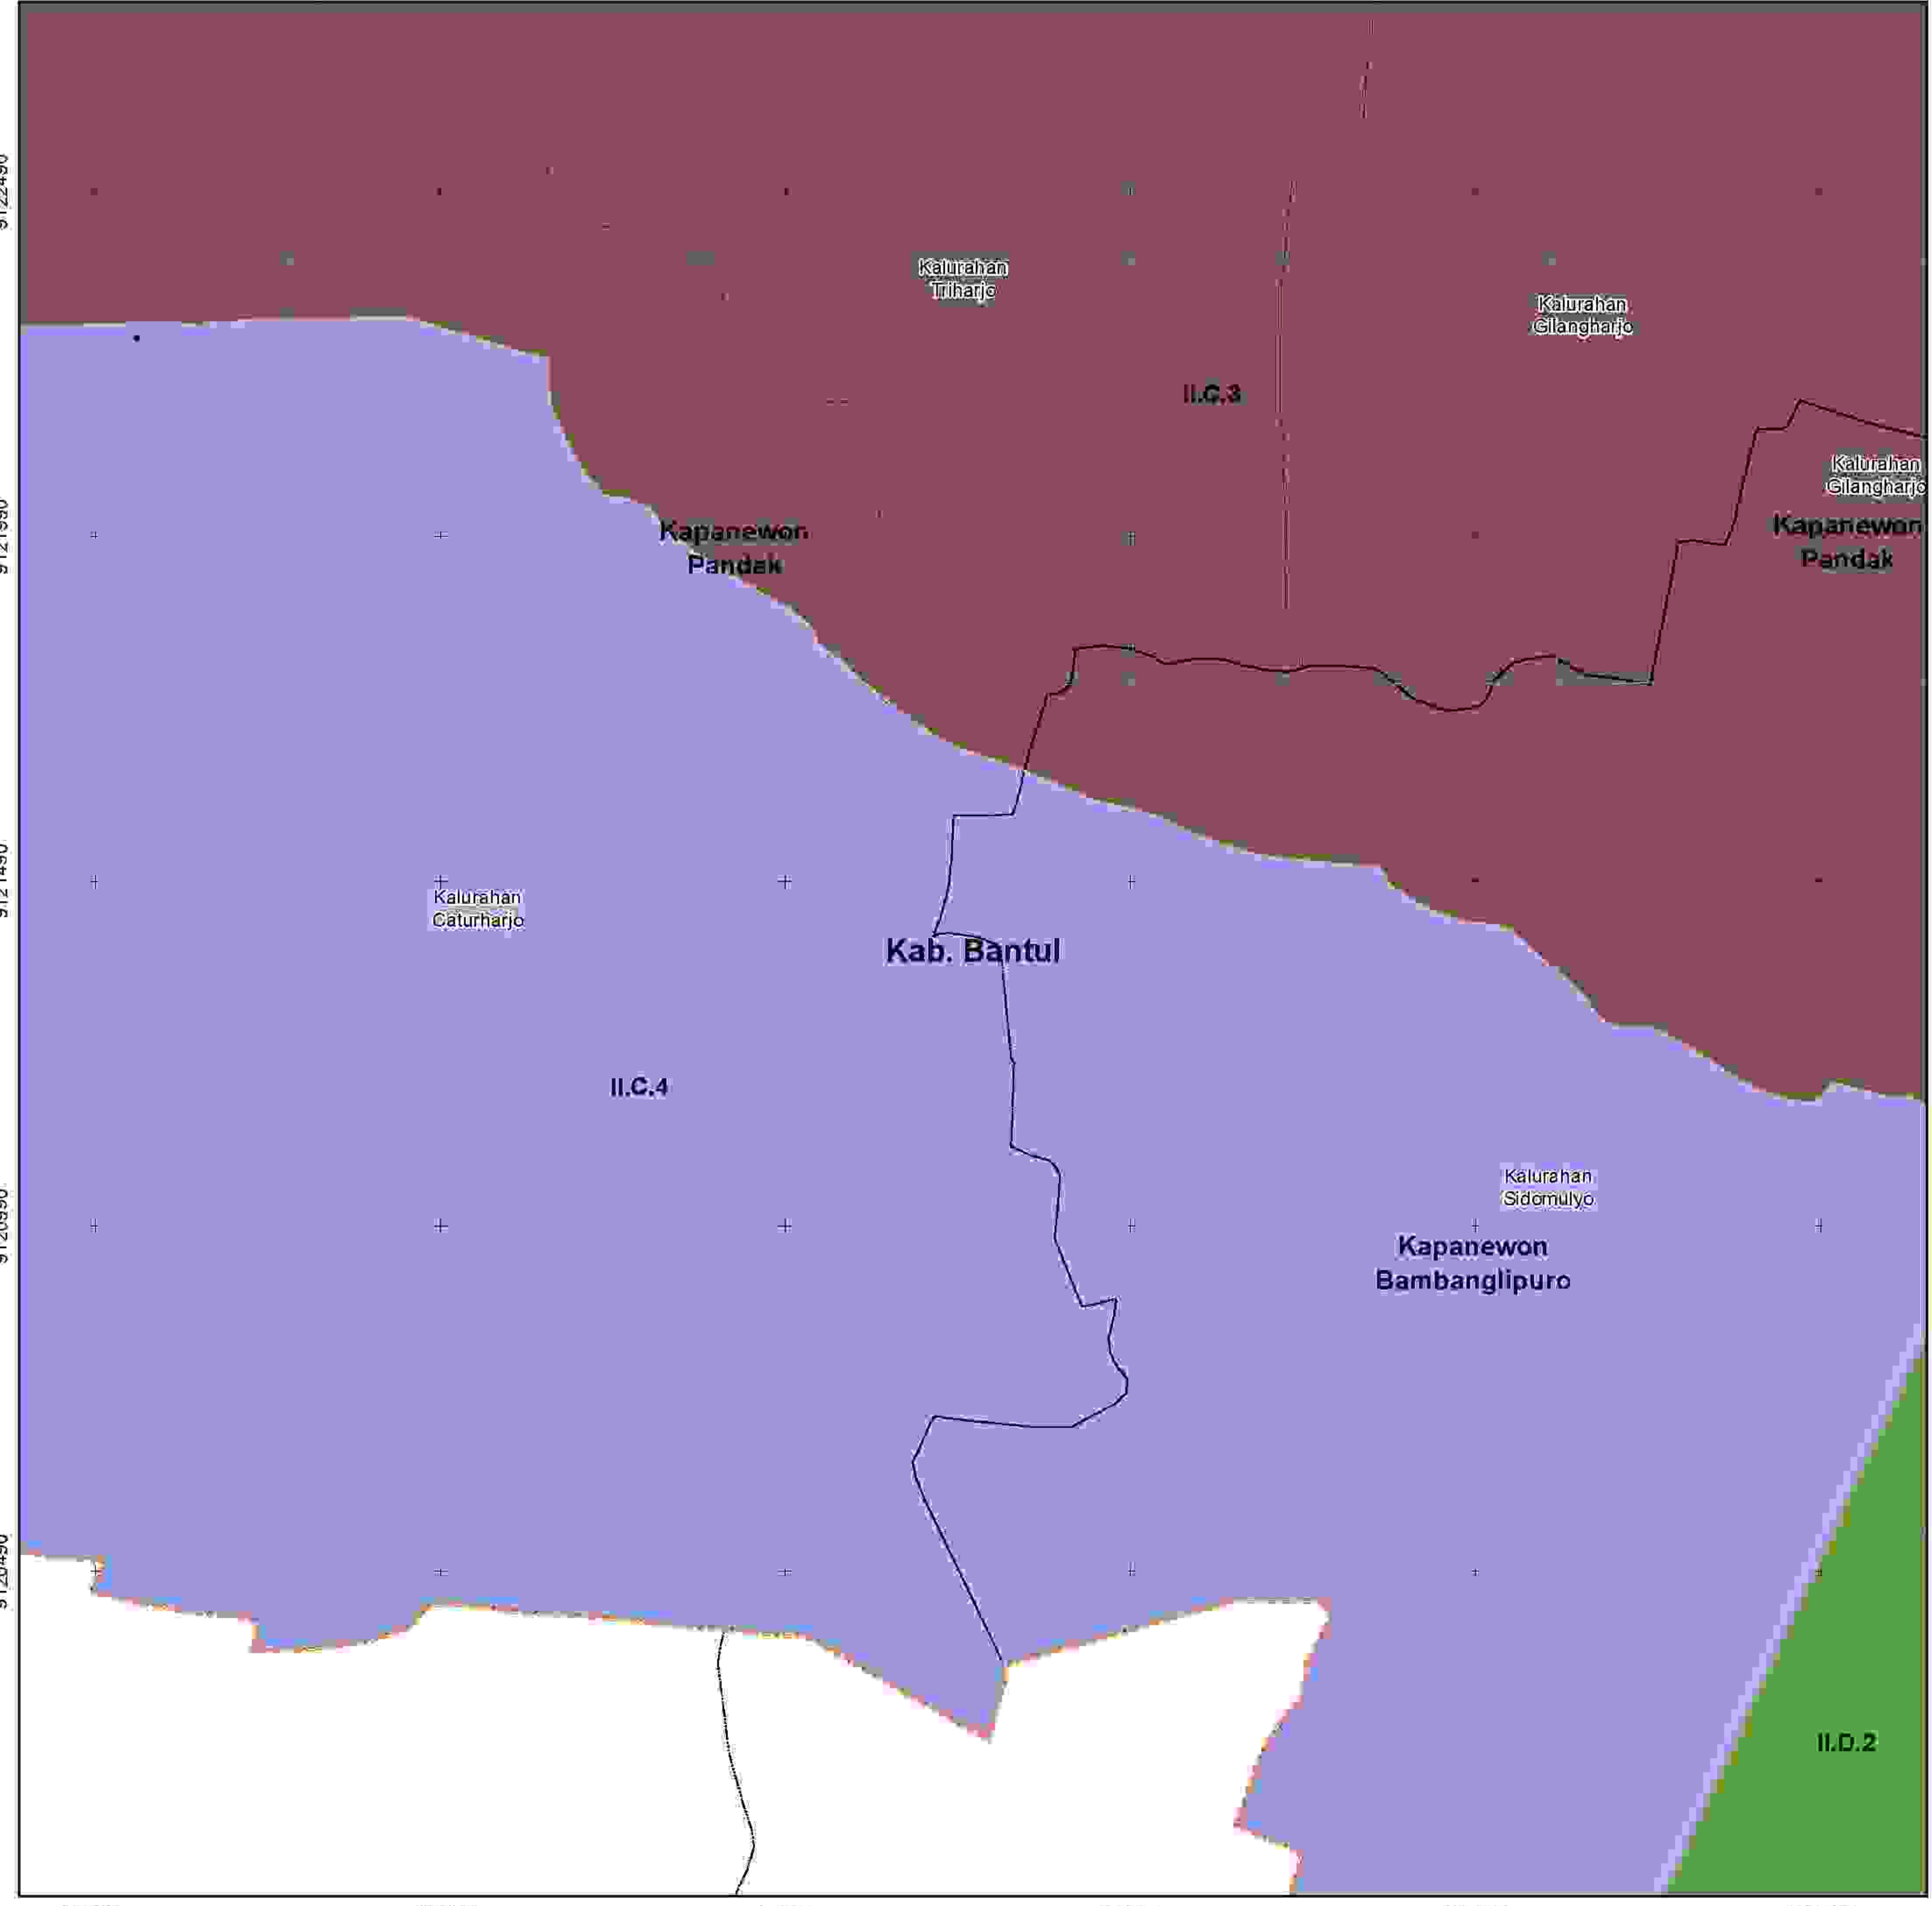 Kalurahan
Triharjo
Kalurahan
Gilangharjo
II.C.3
Kalurahan
Gilangharjo
Kapanewon
Pandak
Kapanewon
Pandak
Kalurahan
Caturharjo
Kab. Bantul
II.C.4
Kalurahan
Sidomulyo
Kapanewon
Bambanglipuro
II.D.2